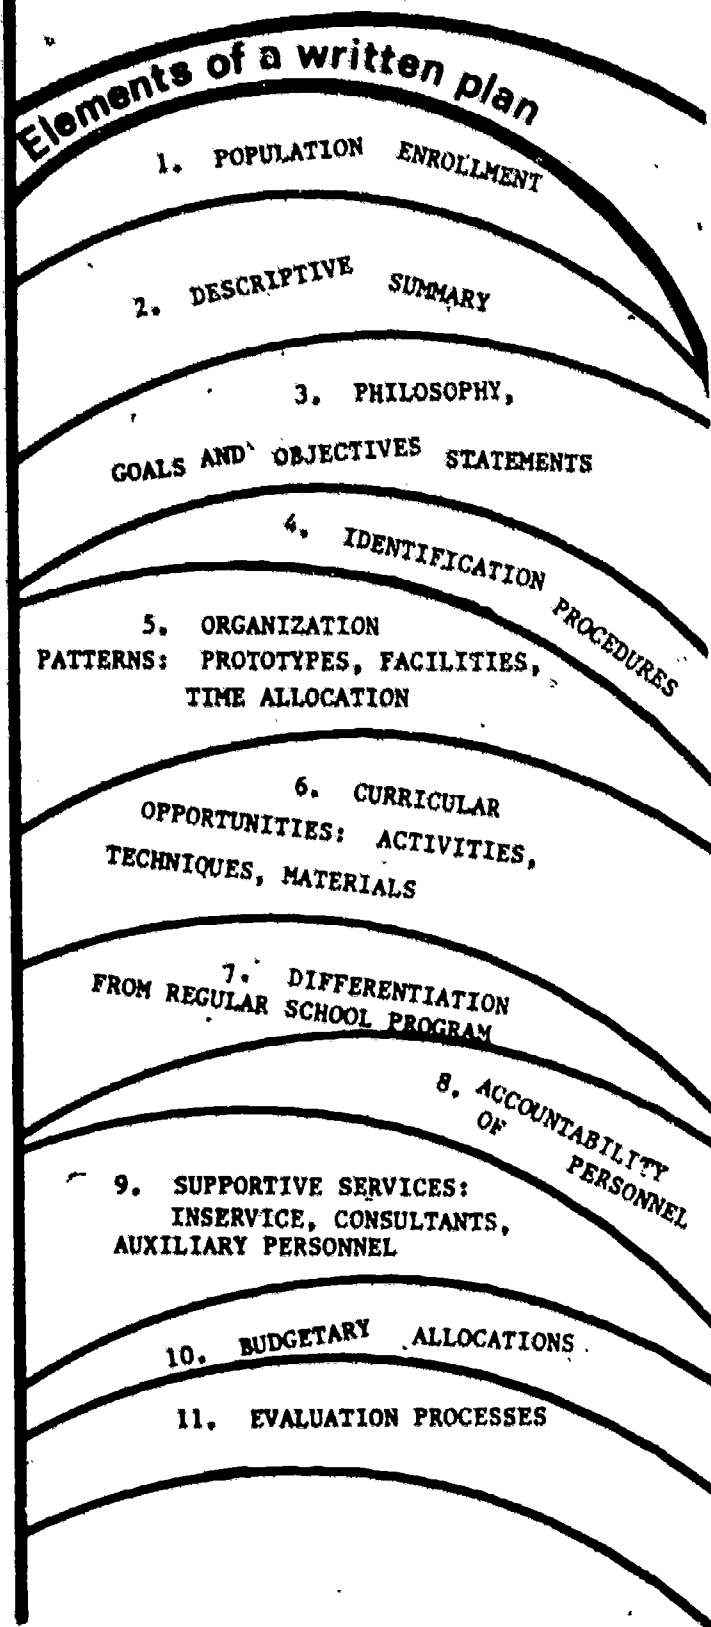 Elements of a written plan
1. POPULATION ENROLLMENT
2. DESCRIPTIVE SUMMARY
3. PHILOSOPHY,
GOALS AND OBJECTIVES STATEMENTS
4. IDENTIFICATION PROCEDURES
5. ORGANIZATION
PATTERNS: PROTOTYPES, FACILITIES,
TIME ALLOCATION
6. CURRICULAR
OPPORTUNITIES: ACTIVITIES,
TECHNIQUES, MATERIALS
7. DIFFERENTIATION
FROM REGULAR SCHOOL PROGRAM
8. ACCOUNTABILITY
OF PERSONNEL
9. SUPPORTIVE SERVICES:
INSERVICE, CONSULTANTS,
AUXILIARY PERSONNEL
10. BUDGETARY ALLOCATIONS
11. EVALUATION PROCESSES